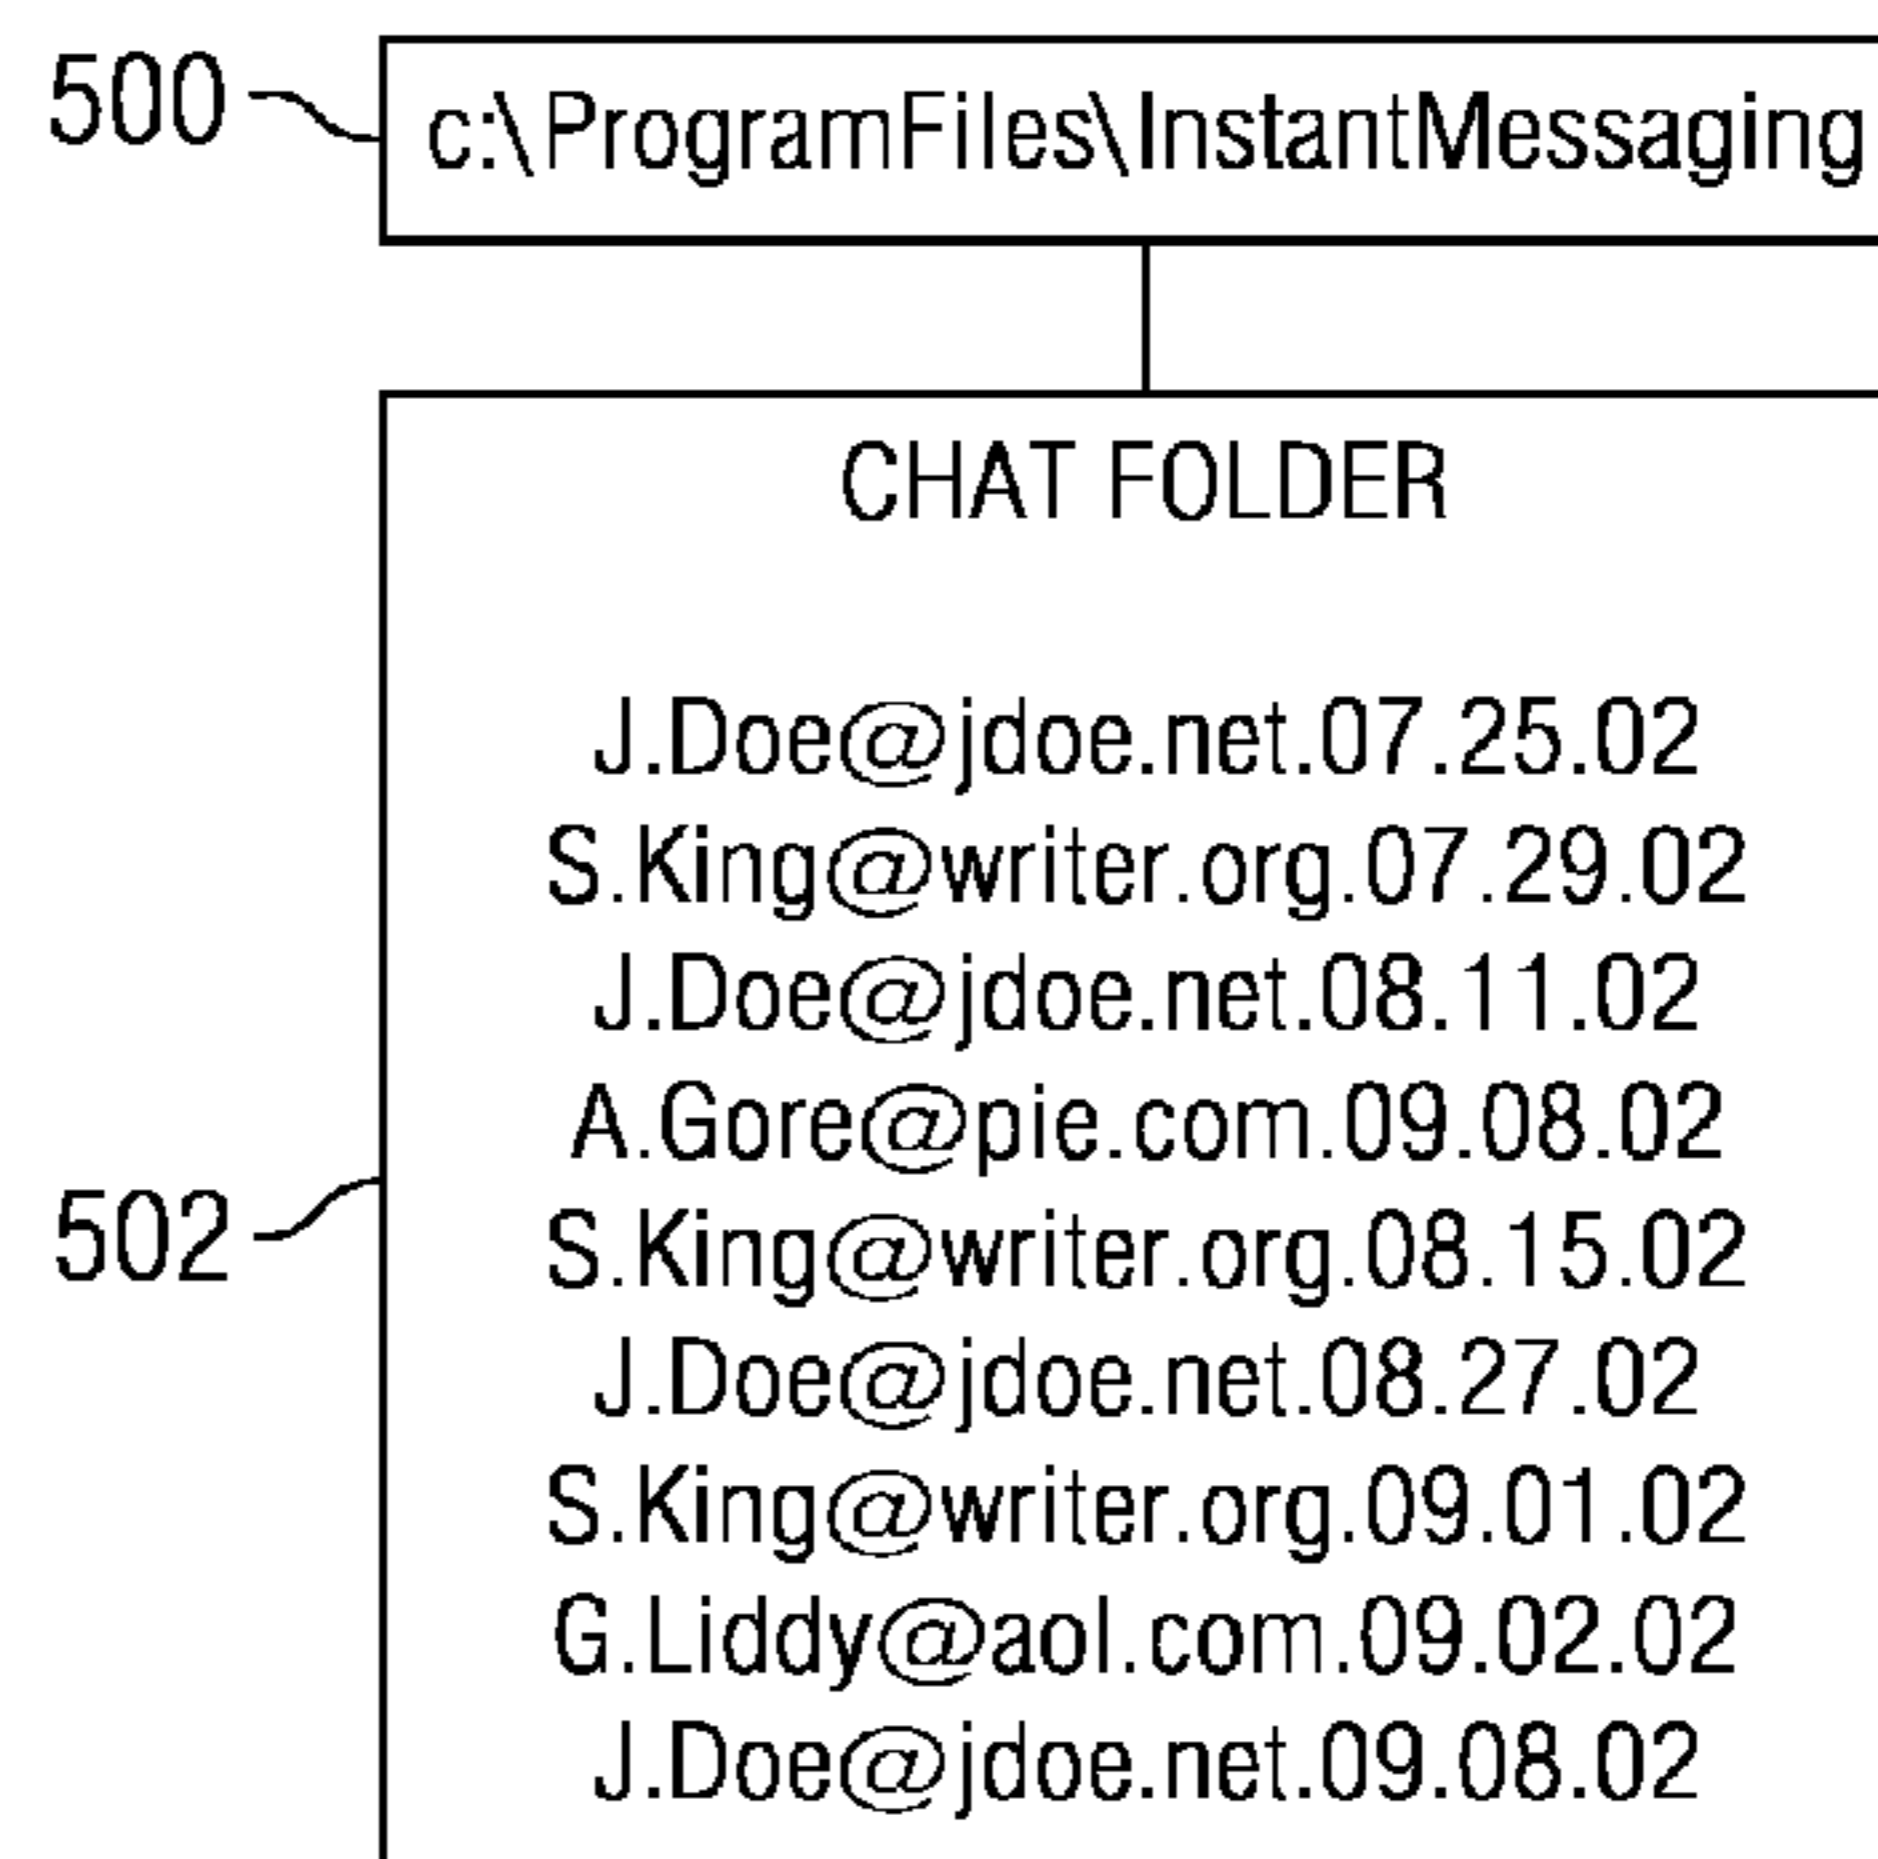 500
c:\ProgramFiles\InstantMessaging
CHAT FOLDER
J.Doe@jdoe.net.07.25.02
S.King@writer.org.07.29.02
J.Doe@jdoe.net.08.11.02
A.Gore@pie.com.09.08.02
502
S.King@writer.org.08.15.02
J.Doe@jdoe.net.08.27.02
S.King@writer.org.09.01.02
G.Liddy@aol.com.09.02.02
J.Doe@jdoe.net.09.08.02